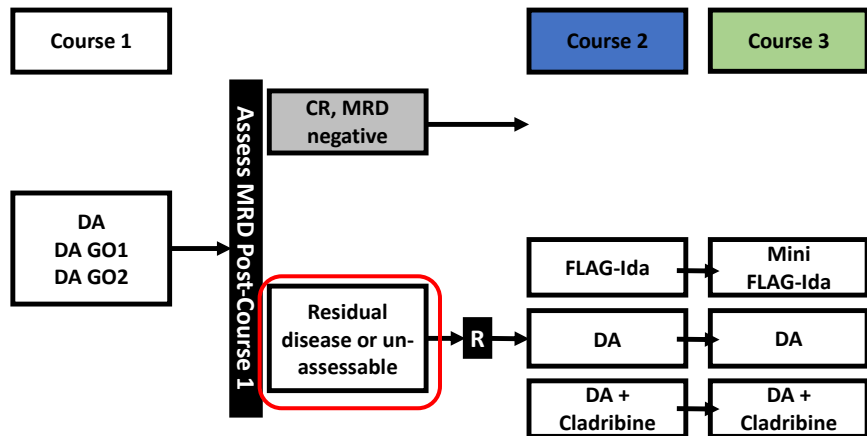 Course 1
Course 2
Course 3
Assess MRD Post-Course 1
CR, MRD
negative
DA
DA GO1
DA GO2
Residual
disease or un-
assessable
R
FLAG-Ida
Mini
FLAG-Ida
DA
DA
DA +
Cladribine
DA +
Cladribine